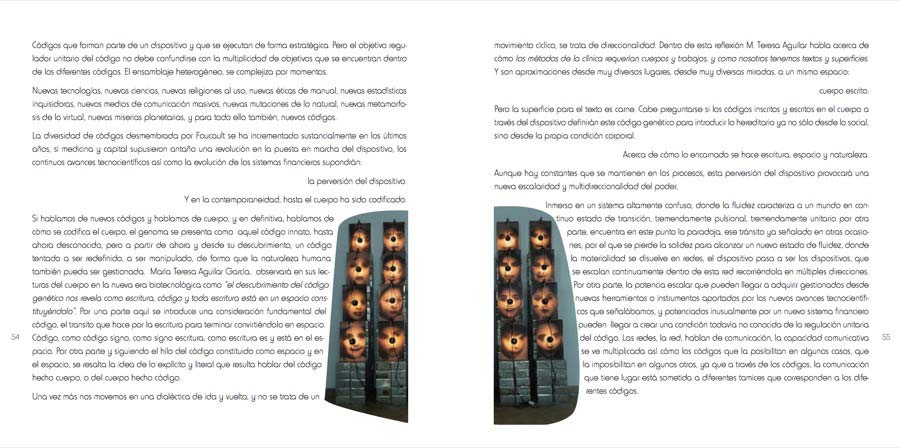 Códigos que forman parte de un dispositivo y que se ejecutan de forma estratégica. Pero el objetivo regu-
lador unitario del código no debe confundirse con la multiplicidad de objetivos que se encuentran dentro
de los diferentes códigos. El ensamblaje heterogéneo, se complejiza por momentos.
Nuevas tecnologías, nuevas ciencias, nuevas religiones al uso, nuevas éticas de manual, nuevas estadísticas
inquisidoras, nuevos medios de comunicación masivos, nuevas mutaciones de lo natural, nuevas metamorfo-
sis de lo virtual, nuevas miserias planetarias, y para todo ello también, nuevos códigos.
La diversidad de códigos desmembrada por Foucault se ha incrementado sustancialmente en los últimos
años, si medicina y capital supusieron antaño una revolución en la puesta en marcha del dispositivo, los
continuos avances tecnocientíficos así como la evolución de los sistemas financieros supondrán:
la perversión del dispositivo.
Y en la contemporaneidad, hasta el cuerpo ha sido codificado.
Si hablamos de nuevos códigos y hablamos de cuerpo, y en definitiva, hablamos de
cómo se codifica el cuerpo, el genoma se presenta como aquel código innato, hasta
ahora desconocido, pero a partir de ahora y desde su descubrimiento, un código
tentado a ser redefinido, a ser manipulado, de forma que la naturaleza humana
también pueda ser gestionada. María Teresa Aguilar García, observará en sus lec-
turas del cuerpo en la nueva era biotecnológica como "el descubrimiento del código
genético nos revela como escritura, código y toda escritura está en un espacio cons-
tituyéndolo". Por una parte aquí se introduce una consideración fundamental del
código, el transito que hace por la escritura para terminar convirtiéndolo en espacio.
Código, como código signo, como signo escritura, como escritura es y está en el es-
pacio. Por otra parte y siguiendo el hilo del código constituido como espacio y en
el espacio, se resalta la idea de lo explícito y literal que resulta hablar del código
hecho cuerpo, o del cuerpo hecho código.
Una vez más nos movemos en una dialéctica de ida y vuelta, y no se trata de un
54
movimiento cíclico, se trata de direccionalidad. Dentro de esta reflexión M. Teresa Aguilar habla acerca de
cómo los métodos de la clínica requerían cuerpos y trabajos, y como nosotros tenemos textos y superficies.
Y son aproximaciones desde muy diversos lugares, desde muy diversas miradas, a un mismo espacio:
cuerpo escrito.
Pero la superficie para el texto es carne. Cabe preguntarse si los códigos inscritos y escritos en el cuerpo a
través del dispositivo definirán este código genético para introducir lo hereditario ya no sólo desde lo social,
sino desde la propia condición corporal.
Acerca de cómo lo encarnado se hace escritura, espacio y naturaleza.
Aunque hay constantes que se mantienen en los procesos, esta perversión del dispositivo provocará una
nueva escalaridad y multidireccionalidad del poder.
Inmerso en un sistema altamente confuso, donde la fluidez caracteriza a un mundo en con-
tinuo estado de transición, tremendamente pulsional, tremendamente unitario por otra
parte, encuentra en este punto la paradoja, ese tránsito ya señalado en otras ocasio-
nes, por el que se pierde la solidez para alcanzar un nuevo estado de fluidez, donde
la materialidad se disuelve en redes, el dispositivo pasa a ser los dispositivos, que
se escalan continuamente dentro de esta red recorriéndola en múltiples direcciones.
Por otra parte, la potencia escalar que pueden llegar a adquirir gestionados desde
nuevas herramientas o instrumentos aportados por los nuevos avances tecnocientífi-
cos que señalábamos, y potenciados inusualmente por un nuevo sistema financiero
pueden llegar a crear una condición todavía no conocida de la regulación unitaria
del código. Las redes, la red, hablan de comunicación, la capacidad comunicativa
se ve multiplicada así cómo los códigos que la posibilitan en algunos casos, que
la imposibilitan en algunos otros, ya que a través de los códigos, la comunicación
que tiene lugar está sometida a diferentes tamices que corresponden a los dife-
rentes códigos.
55